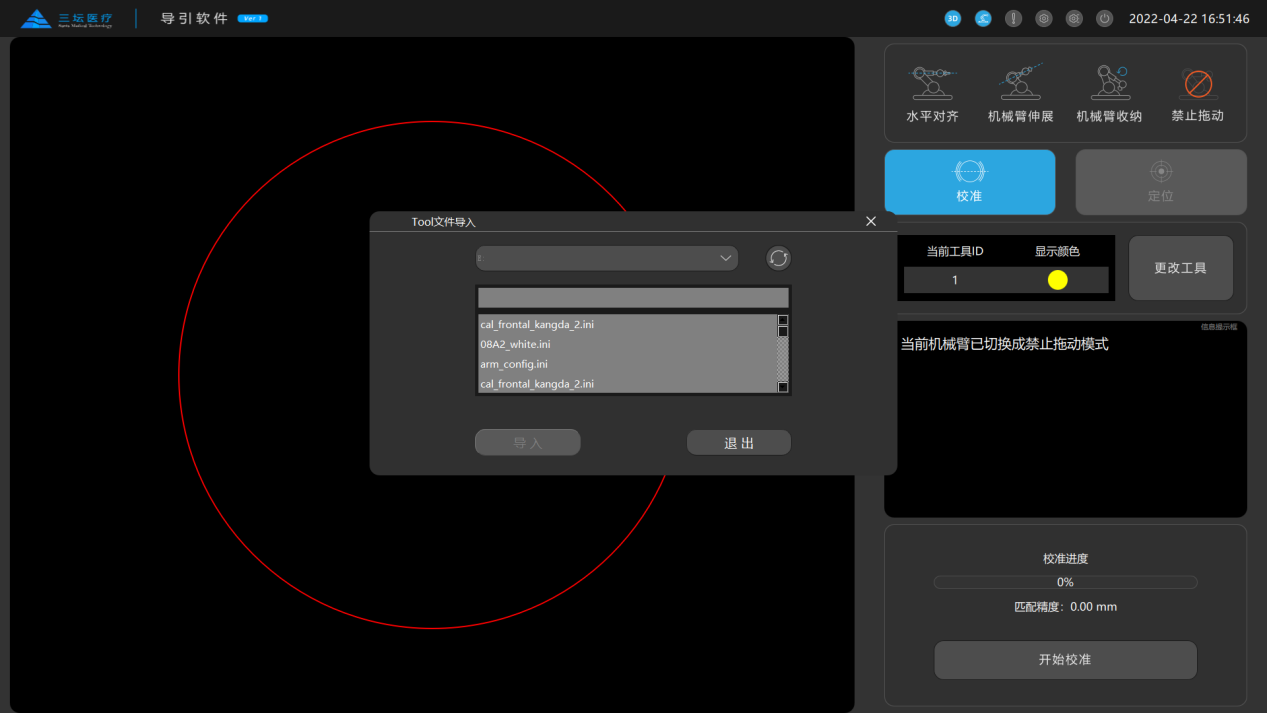 三坛医疗
Santa Medical Technology
导引软件
Ver 1
3D
2022-04-22 16:51:46
水平对齐
机械臂伸展
机械臂收纳
禁止拖动
校准
定位
Tool文件导入
当前工具ID
显示颜色
1
更改工具
cal_frontal_kangda_2.ini
08A2_white.ini
arm_config.ini
cal_frontal_kangda_2.ini
导入
退出
信息提示框
当前机械臂已切换成禁止拖动模式
校准进度
0%
匹配精度：0.00 mm
开始校准